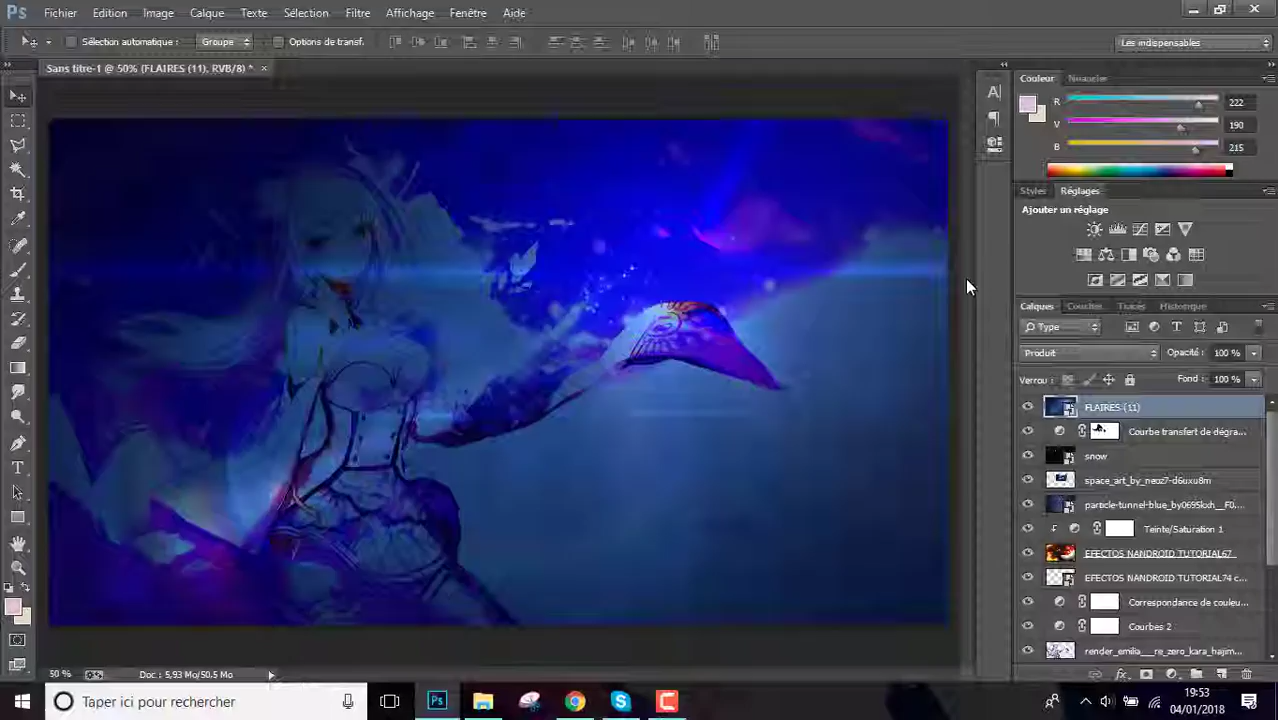 Ps Fichier Edition Image Calque Texte Sélection Filtre Affichage Fenêtre Aide
Sélection automatique : Groupe Options de transf. Les indispensables
Sans titre-1 @ 50% (FLAIRES (11), RVB/8) *
Couleur Nuancier
R 222
V 190
B 215
Styles Réglages
Ajouter un réglage
Calques Couches Tracés Historique
Type
Produit Opacité : 100 %
Verrou : Fond : 100 %
FLAIRES (11)
Courbe transfert de dégra...
snow
space_art_by_neoz7-d6uxu8m
particle-tunnel-blue_by0695kxh__F0...
Teinte/Saturation 1
EFECTOS NANDROID TUTORIAL67
EFECTOS NANDROID TUTORIAL74 c...
Correspondance de couleu...
Courbes 2
render_emilia___re_zero_kara_hajim...
50 % Doc : 5,93 Mo/50.5 Mo
Taper ici pour rechercher
19:53
04/01/2018